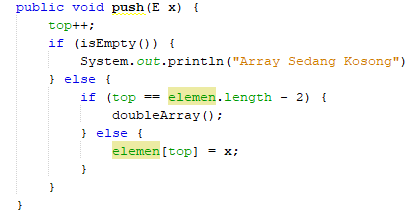 public void push(E x) {
top++;
if (isEmpty()) {
System.out.println("Array Sedang Kosong")
} else {
if (top == elemen.length - 2) {
doubleArray();
} else {
elemen[top] = x;
}
}
}